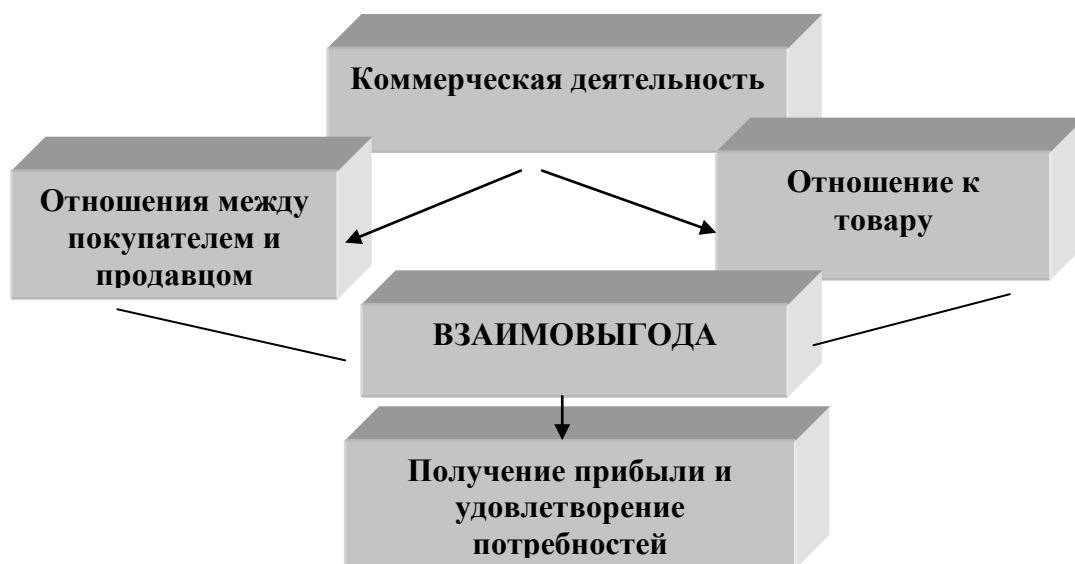 Коммерческая деятельность
Отношения между
покупателем и
продавцом
Отношение к
товару
ВЗАИМОВЫГОДА
Получение прибыли и
удовлетворение
потребностей